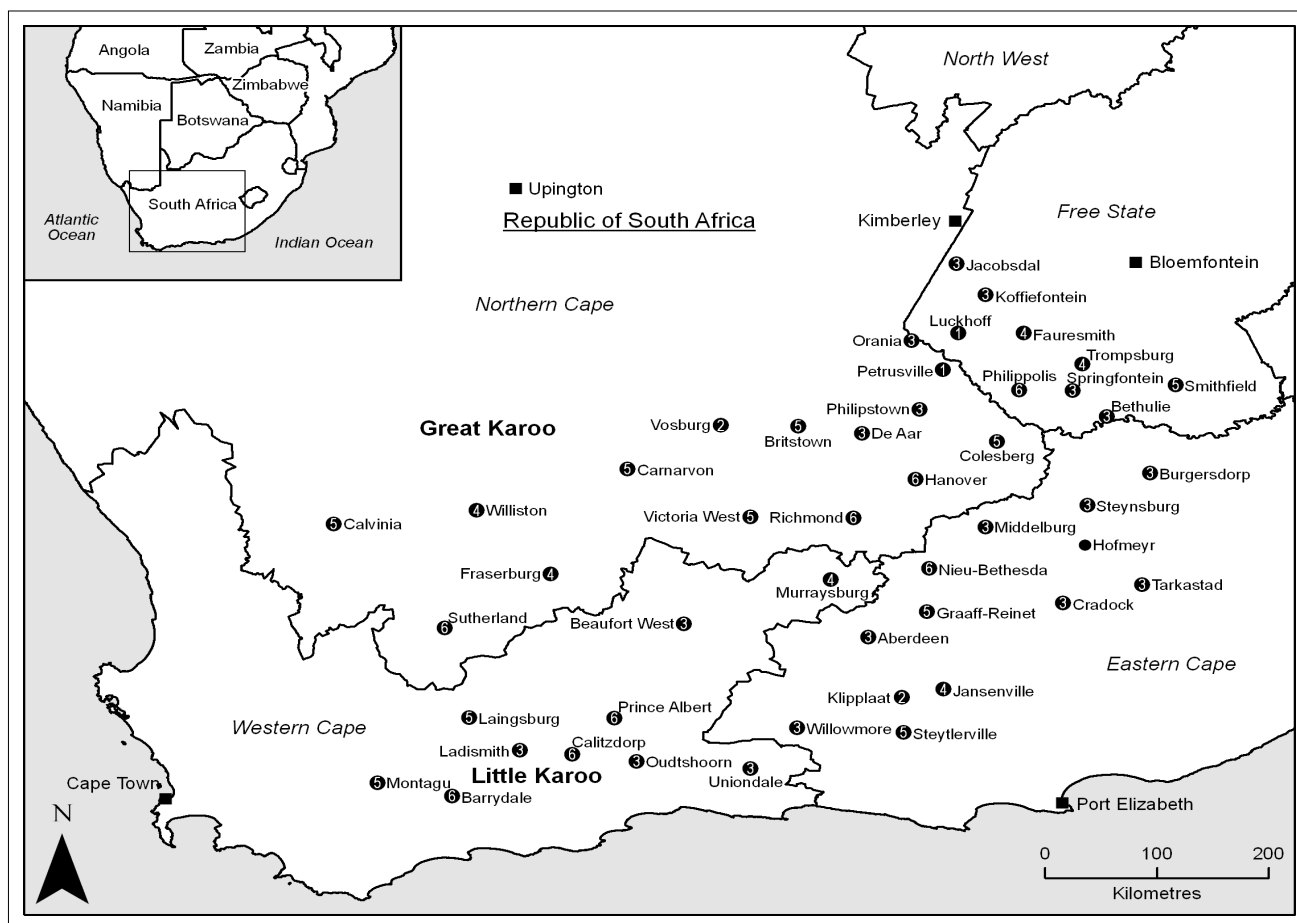 Angola
Zambia
Zimbabwe
Namibia
Botswana
South Africa
Atlantic
Ocean
Indian Ocean
North West
Upington
Republic of South Africa
Kimberley
Free State
3 Jacobsdal
Bloemfontein
Northern Cape
3 Koffiefontein
Luckhoff
1
4 Fauresmith
Orania 3
Trompsburg
4
Petrusville 1
Philippolis
6
Springfontein
3
5 Smithfield
Philipstown 3
Bethulie
3
Great Karoo
Vosburg 2
5
Britstown
3 De Aar
5
Colesberg
5 Carnarvon
6 Hanover
3 Burgersdorp
4 Williston
3 Steynsburg
5 Calvinia
Victoria West 5
Richmond 6
3 Middelburg
Hofmeyr
Fraserburg 4
4
Murraysburg
6 Nieu-Bethesda
3 Tarkastad
3 Cradock
5 Graaff-Reinet
Sutherland
6
Beaufort West 3
3 Aberdeen
Eastern Cape
Klipplaat 2
4 Jansenville
Western Cape
5 Laingsburg
Prince Albert
6
3 Willowmore
5 Steytlerville
Ladismith 3
Calitzdorp
6
3 Oudtshoorn
Little Karoo
3
Uniondale
Cape Town
5 Montagu
6 Barrydale
Port Elizabeth
N
0 100 200
Kilometres